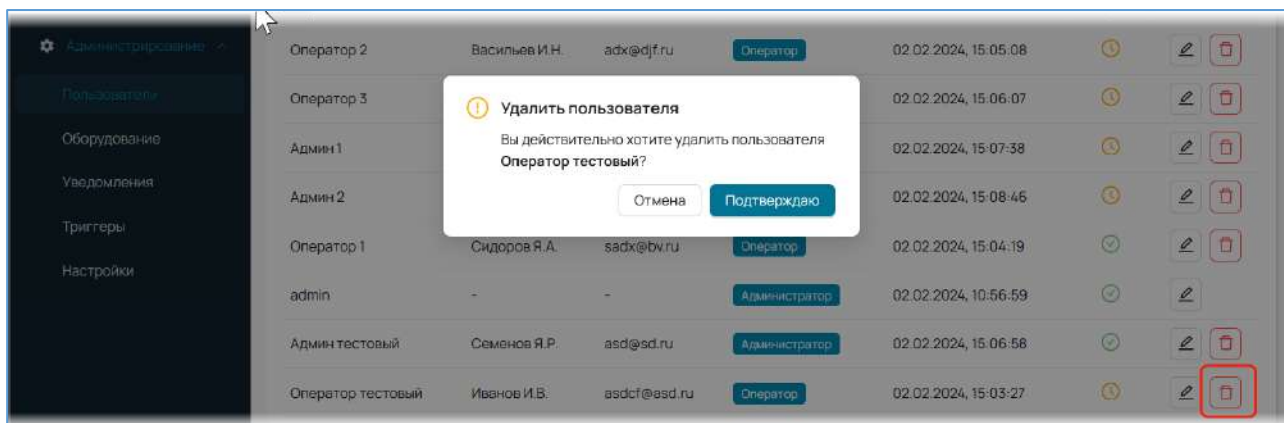 Администрирование
Оператор 2 Васильев И.Н. adx@djf.ru Оператор 02.02.2024, 15:05:08
Пользователи
Оператор 3 02.02.2024, 15:06:07
Удалить пользователя
Вы действительно хотите удалить пользователя
Оператор тестовый?
Отмена Подтверждаю
Оборудование
Админ 1 02.02.2024, 15:07:38
Уведомления
Админ 2 02.02.2024, 15:08:46
Триггеры
Оператор 1 Сидоров Я.А. sadx@bv.ru Оператор 02.02.2024, 15:04:19
Настройки
admin - - Администратор 02.02.2024, 10:56:59
Админ тестовый Семенов Я.Р. asd@sd.ru Администратор 02.02.2024, 15:06:58
Оператор тестовый Иванов И.В. asdcf@asd.ru Оператор 02.02.2024, 15:03:27